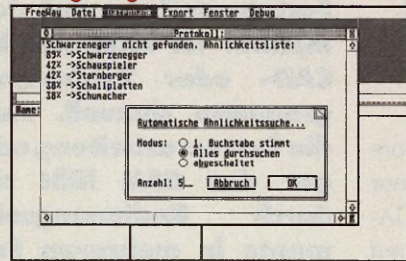 FreeWay Datei Datenbank Export Fenster Debug
Protokoll:
'Schwarzeneger' nicht gefunden. Ähnlichkeitsliste:
89% ->Schwarzenegger
42% ->Schauspieler
42% ->Starnberger
38% ->Schallplatten
38% ->Schumacher
Name:
Automatische Ähnlichkeitssuche...
Modus: 1. Buchstabe stimmt
Alles durchsuchen
abgeschaltet
Anzahl: 5 Abbruch OK